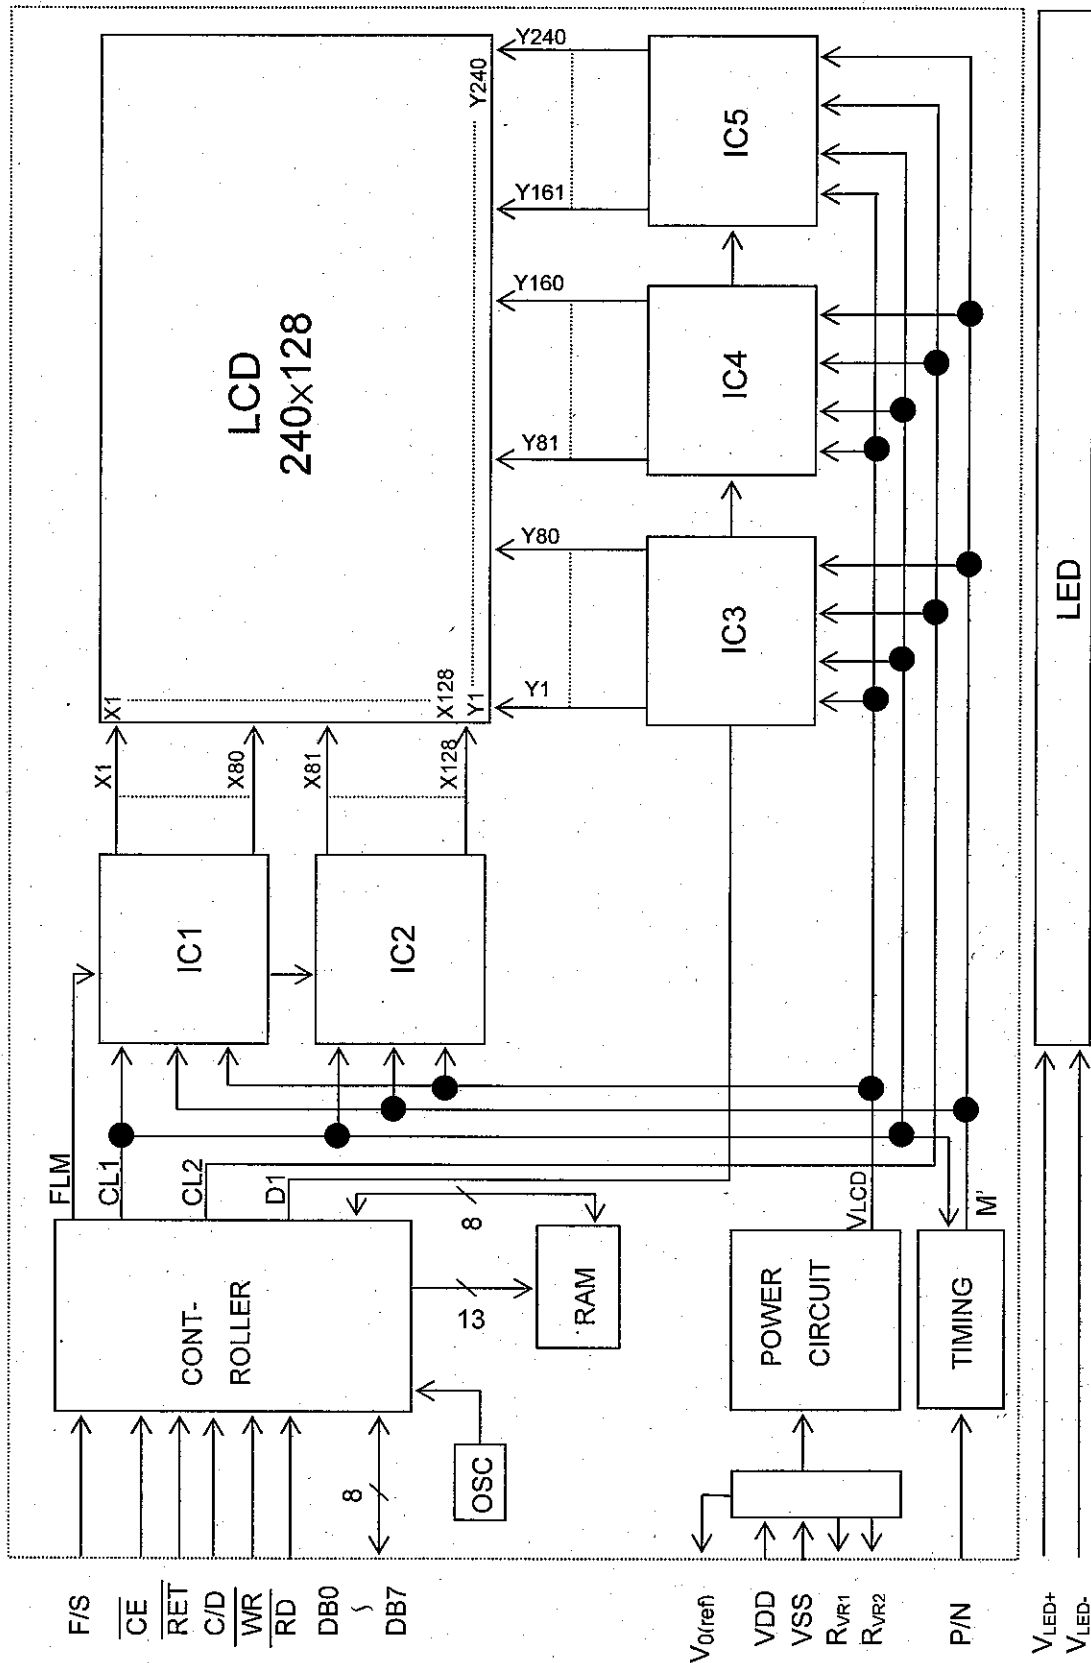 F/S
CE
RET
C/D
WR
RD
DB0
~
DB7
8
V0(ref)
VDD
VSS
RVR1
RVR2
P/N
VLED+
VLED-
CONT-
ROLLER
OSC
13
RAM
8
POWER
CIRCUIT
TIMING
FLM
CL1
CL2
D1
VLCD
M'
IC1
IC2
X1
X80
X81
X128
X1
X128
Y1
Y240
LCD
240×128
Y1
Y80
Y81
Y160
Y161
Y240
IC3
IC4
IC5
LED